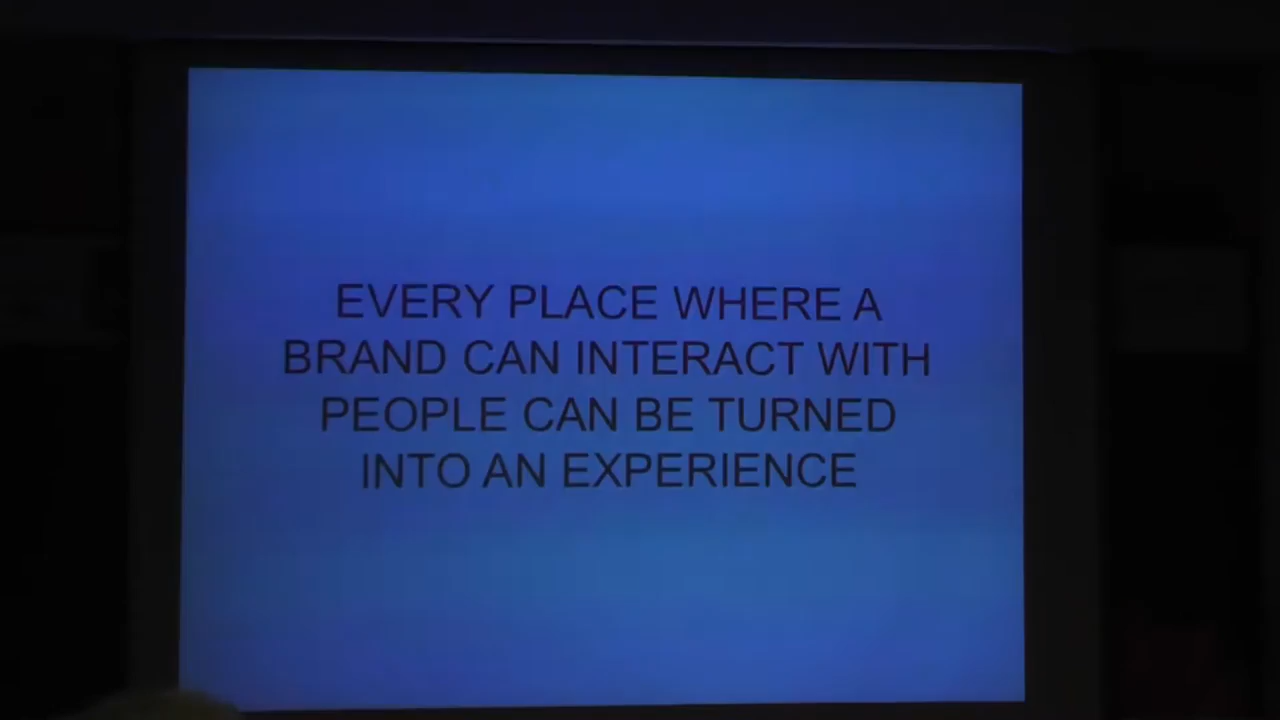 EVERY PLACE WHERE A
BRAND CAN INTERACT WITH
PEOPLE CAN BE TURNED
INTO AN EXPERIENCE